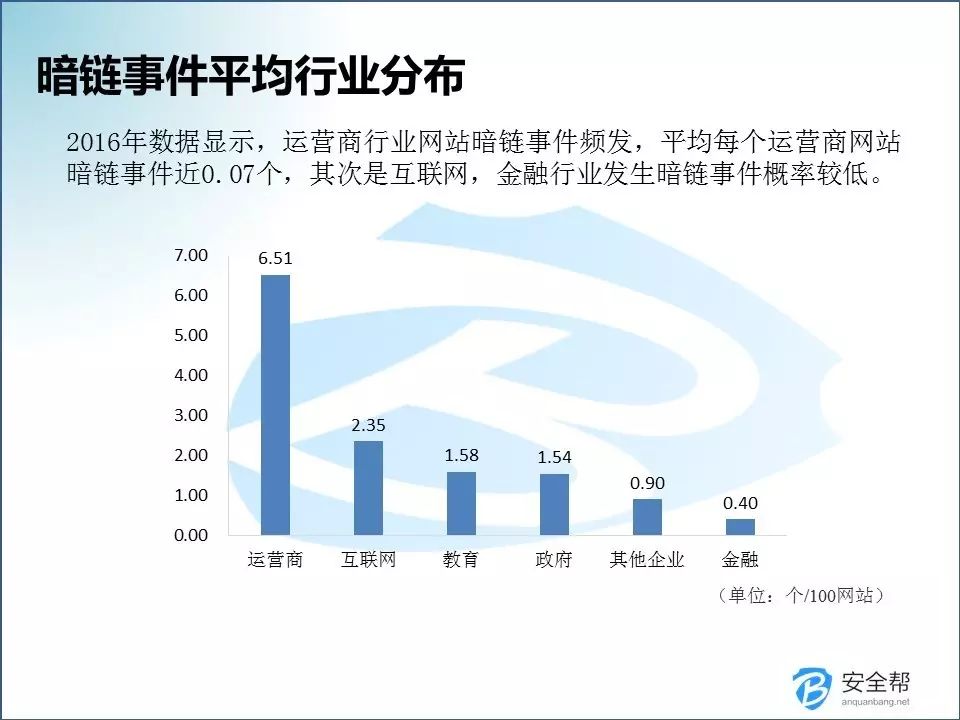 暗链事件平均行业分布
2016年数据显示，运营商行业网站暗链事件频发，平均每个运营商网站
暗链事件近0.07个，其次是互联网，金融行业发生暗链事件概率较低。
7.00
6.00
5.00
4.00
3.00
2.00
1.00
0.00
6.51
2.35
1.58
1.54
0.90
0.40
运营商
互联网
教育
政府
其他企业
金融
（单位：个/100网站）
安全帮
anquanbang.net